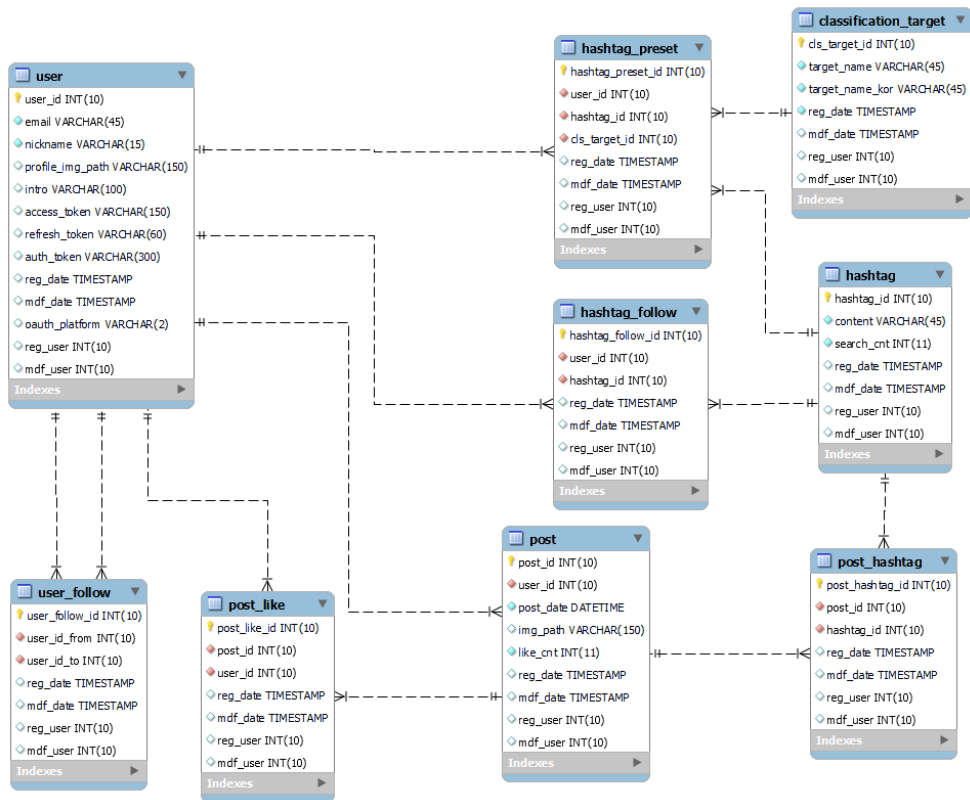 user
user_id INT(10)
email VARCHAR(45)
nickname VARCHAR(15)
profile_img_path VARCHAR(150)
intro VARCHAR(100)
access_token VARCHAR(150)
refresh_token VARCHAR(60)
auth_token VARCHAR(300)
reg_date TIMESTAMP
mdf_date TIMESTAMP
oauth_platform VARCHAR(2)
reg_user INT(10)
mdf_user INT(10)
Indexes
hashtag_preset
hashtag_preset_id INT(10)
user_id INT(10)
hashtag_id INT(10)
cls_target_id INT(10)
reg_date TIMESTAMP
mdf_date TIMESTAMP
reg_user INT(10)
mdf_user INT(10)
Indexes
classification_target
cls_target_id INT(10)
target_name VARCHAR(45)
target_name_kor VARCHAR(45)
reg_date TIMESTAMP
mdf_date TIMESTAMP
reg_user INT(10)
mdf_user INT(10)
Indexes
hashtag_follow
hashtag_follow_id INT(10)
user_id INT(10)
hashtag_id INT(10)
reg_date TIMESTAMP
mdf_date TIMESTAMP
reg_user INT(10)
mdf_user INT(10)
Indexes
hashtag
hashtag_id INT(10)
content VARCHAR(45)
search_cnt INT(11)
reg_date TIMESTAMP
mdf_date TIMESTAMP
reg_user INT(10)
mdf_user INT(10)
Indexes
user_follow
user_follow_id INT(10)
user_id_from INT(10)
user_id_to INT(10)
reg_date TIMESTAMP
mdf_date TIMESTAMP
reg_user INT(10)
mdf_user INT(10)
Indexes
post_like
post_like_id INT(10)
post_id INT(10)
user_id INT(10)
reg_date TIMESTAMP
mdf_date TIMESTAMP
reg_user INT(10)
mdf_user INT(10)
Indexes
post
post_id INT(10)
user_id INT(10)
post_date DATETIME
img_path VARCHAR(150)
like_cnt INT(11)
reg_date TIMESTAMP
mdf_date TIMESTAMP
reg_user INT(10)
mdf_user INT(10)
Indexes
post_hashtag
post_hashtag_id INT(10)
post_id INT(10)
hashtag_id INT(10)
reg_date TIMESTAMP
mdf_date TIMESTAMP
reg_user INT(10)
mdf_user INT(10)
Indexes